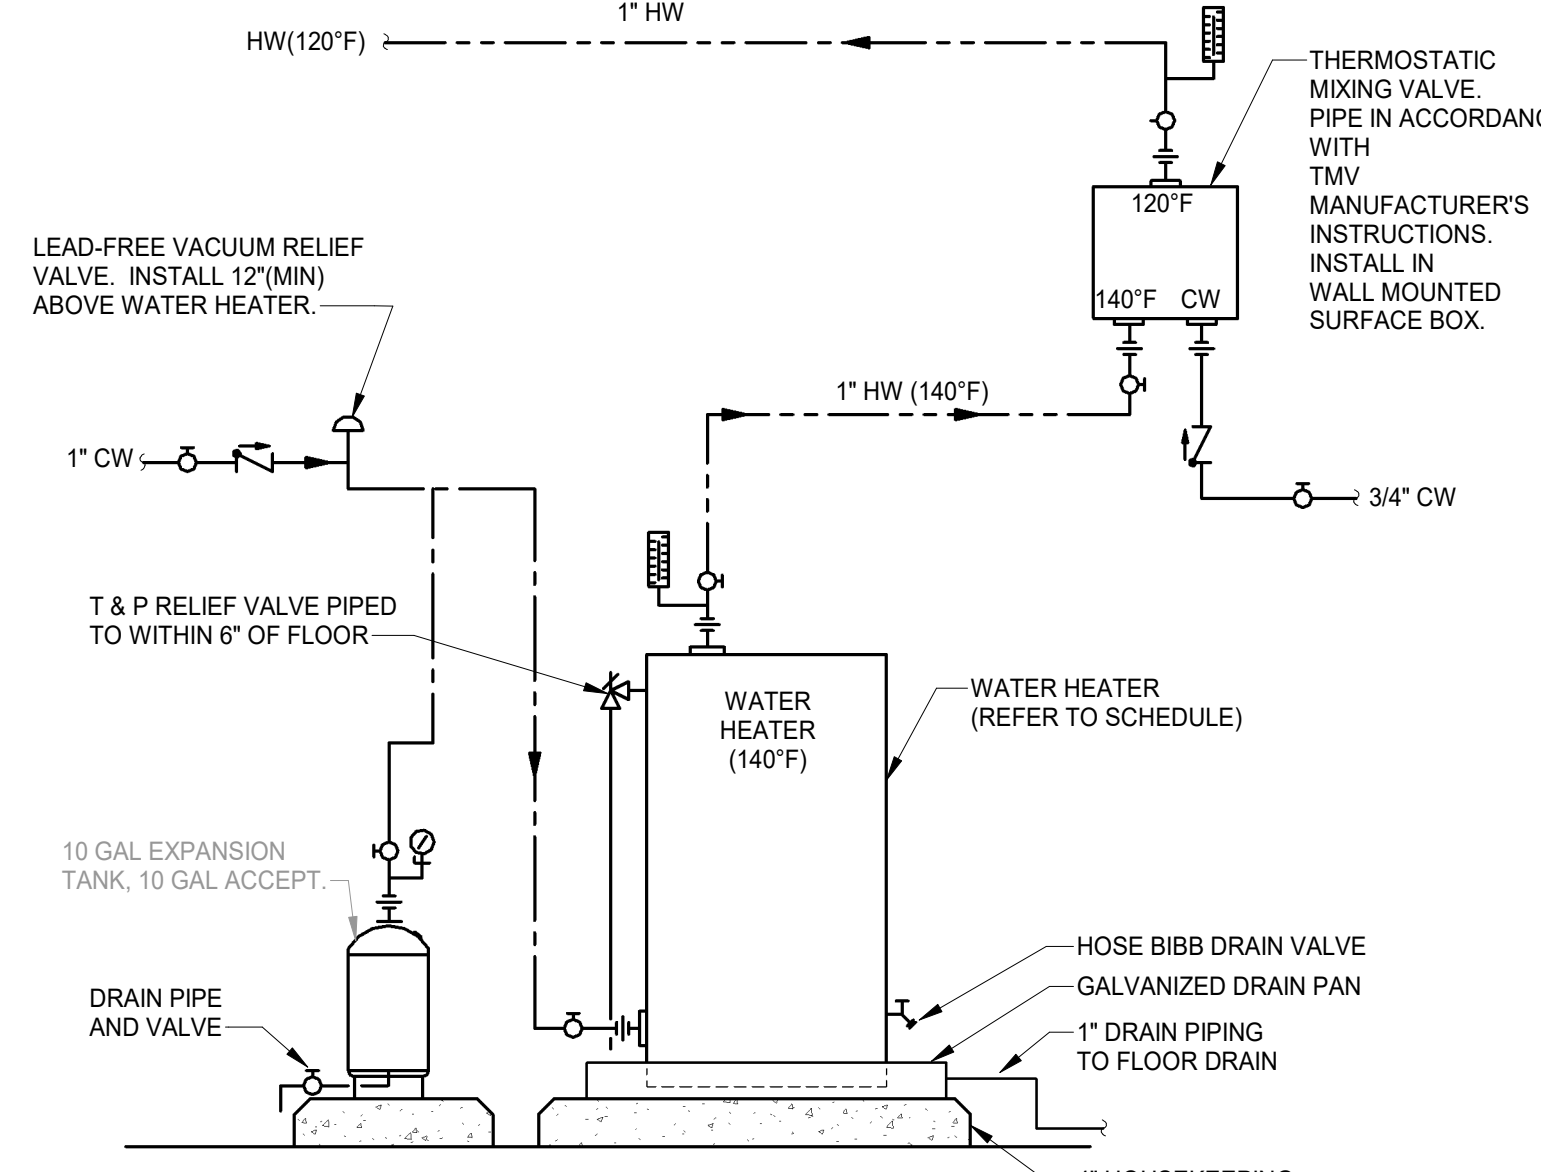 1" HW
HW(120°F)
THERMOSTATIC
MIXING VALVE.
PIPE IN ACCORDANC
WITH
TMV
MANUFACTURER'S
INSTRUCTIONS.
INSTALL IN
WALL MOUNTED
SURFACE BOX.
120°F
140°F CW
LEAD-FREE VACUUM RELIEF
VALVE. INSTALL 12"(MIN)
ABOVE WATER HEATER.
1" HW (140°F)
1" CW
3/4" CW
T & P RELIEF VALVE PIPED
TO WITHIN 6" OF FLOOR
WATER
HEATER
(140°F)
WATER HEATER
(REFER TO SCHEDULE)
10 GAL EXPANSION
TANK, 10 GAL ACCEPT.
DRAIN PIPE
AND VALVE
HOSE BIBB DRAIN VALVE
GALVANIZED DRAIN PAN
1" DRAIN PIPING
TO FLOOR DRAIN
4" HOUSEKEEPING